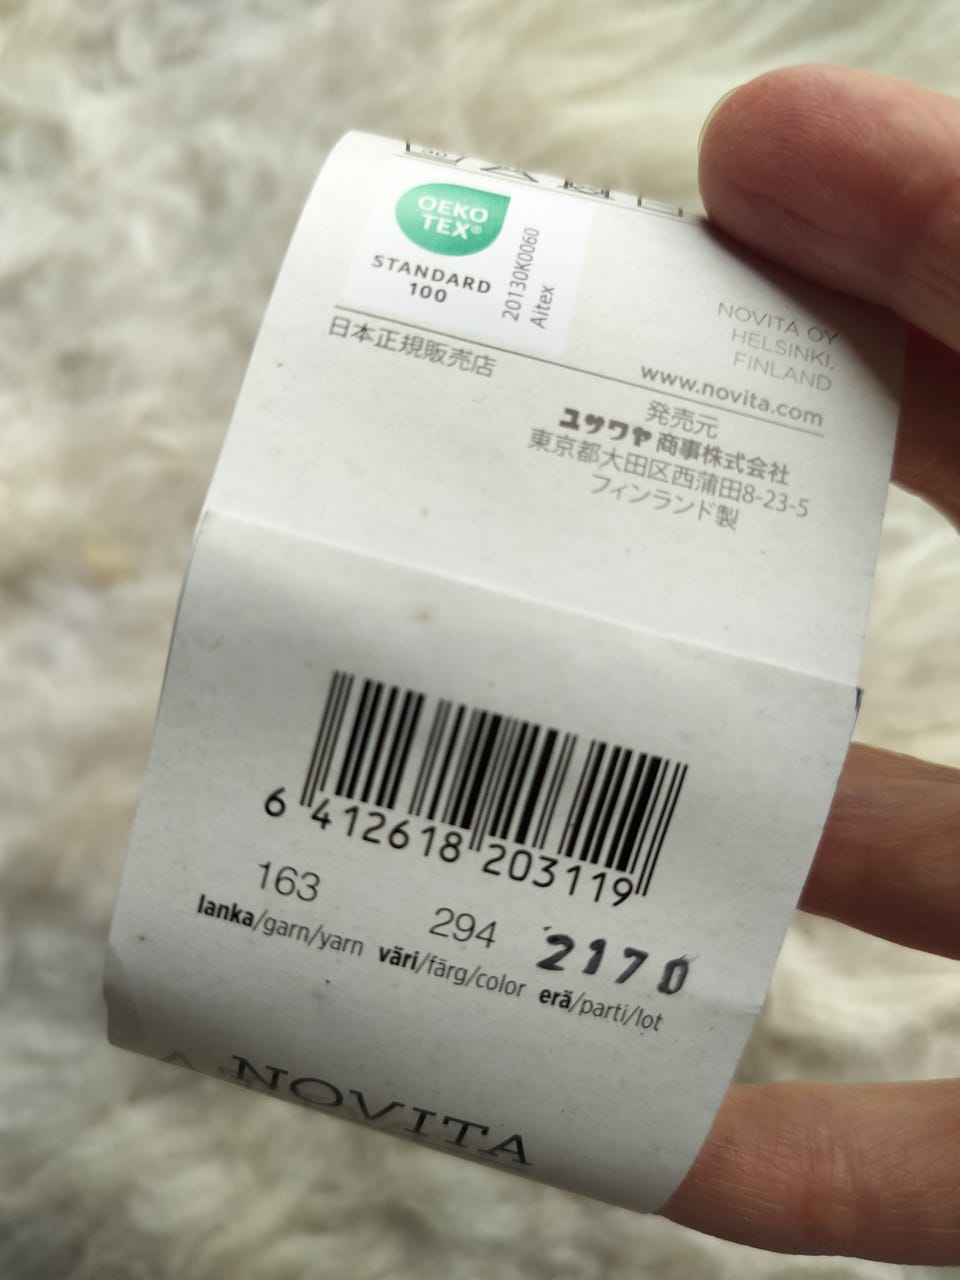 30
OEKO
TEX®
STANDARD
100
20130K0060
Aitex
NOVITA OY
HELSINKI,
FINLAND
www.novita.com
日本正規販売店
発売元
ユザワヤ商事株式会社
東京都大田区西蒲田8-23-5
フィンランド製
6 412618 203119
163
lanka/garn/yarn
294
väri/färg/color
2170
erä/parti/lot
NOVITA